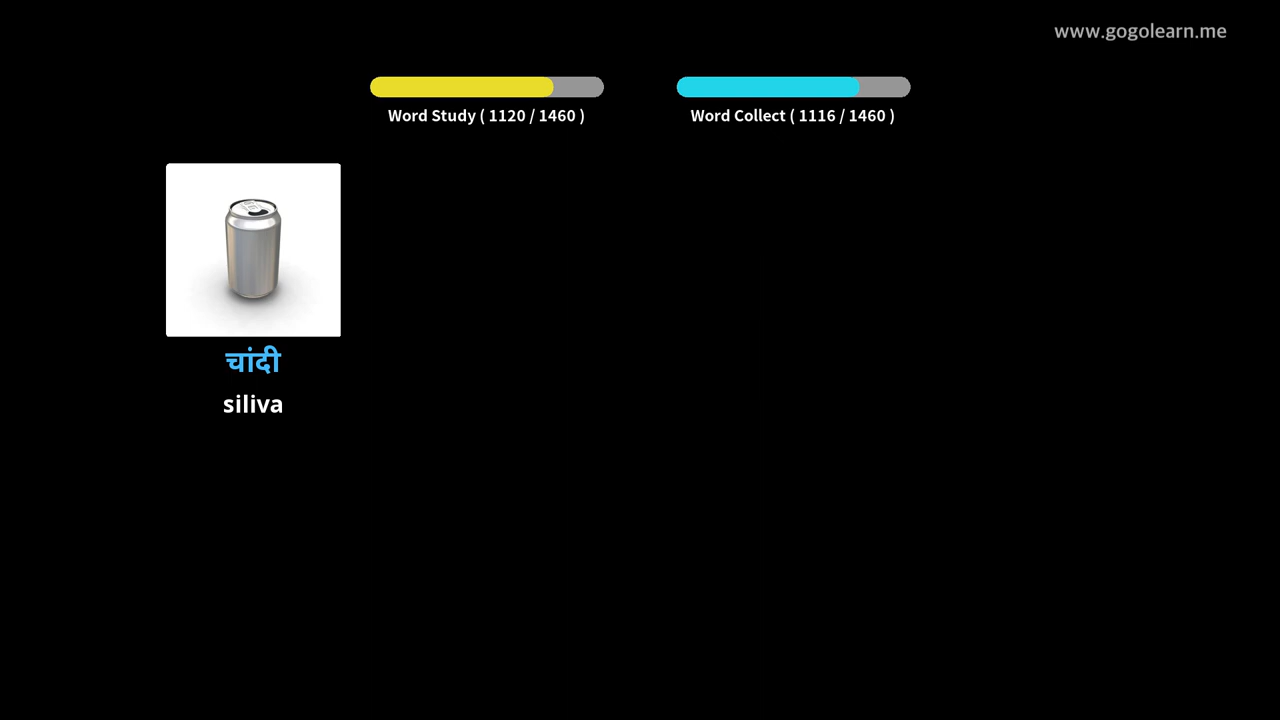 www.gogolearn.me
Word Study ( 1120 / 1460 )
Word Collect ( 1116 / 1460 )
चांदी
siliva